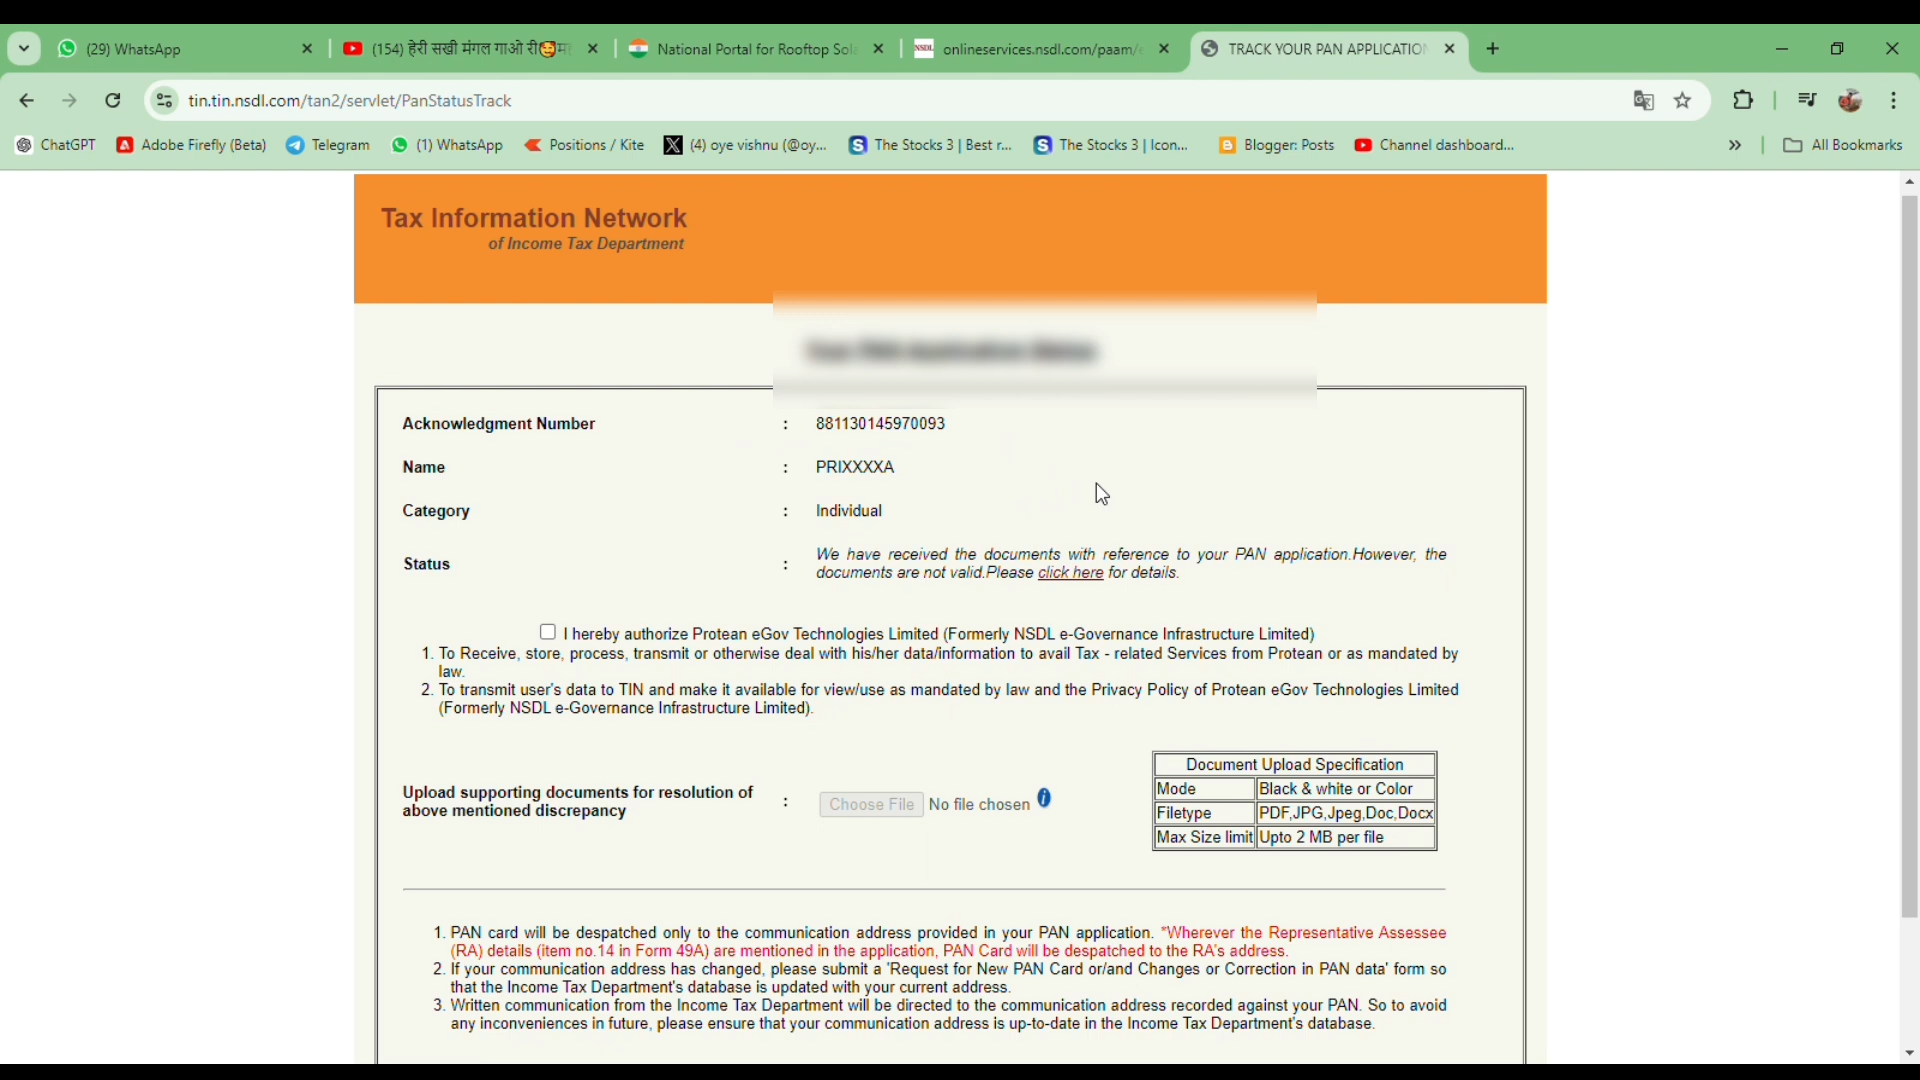 (29) WhatsApp
(154) हेरी सखी मंगल गाओ री🥰
National Portal for Rooftop Sola
NSDL onlineservices.nsdl.com/paam/e
TRACK YOUR PAN APPLICATION
tin.tin.nsdl.com/tan2/servlet/PanStatusTrack
ChatGPT
Adobe Firefly (Beta)
Telegram
(1) WhatsApp
Positions / Kite
(4) oye vishnu (@oy...
The Stocks 3 | Best r...
The Stocks 3 | Icon...
Blogger: Posts
Channel dashboard...
All Bookmarks
Tax Information Network
of Income Tax Department
Acknowledgment Number : 881130145970093
Name : PRIXXXXA
Category : Individual
We have received the documents with reference to your PAN application.However, the
Status :
documents are not valid.Please click here for details.
I hereby authorize Protean eGov Technologies Limited (Formerly NSDL e-Governance Infrastructure Limited)
1. To Receive, store, process, transmit or otherwise deal with his/her data/information to avail Tax - related Services from Protean or as mandated by
law.
2. To transmit user's data to TIN and make it available for view/use as mandated by law and the Privacy Policy of Protean eGov Technologies Limited
(Formerly NSDL e-Governance Infrastructure Limited).
Upload supporting documents for resolution of
above mentioned discrepancy
: Choose File No file chosen i
Document Upload Specification
Mode Black & white or Color
Filetype PDF,JPG,Jpeg,Doc,Docx
Max Size limit Upto 2 MB per file
1. PAN card will be despatched only to the communication address provided in your PAN application. *Wherever the Representative Assessee
(RA) details (item no.14 in Form 49A) are mentioned in the application, PAN Card will be despatched to the RA's address.
2. If your communication address has changed, please submit a 'Request for New PAN Card or/and Changes or Correction in PAN data' form so
that the Income Tax Department's database is updated with your current address.
3. Written communication from the Income Tax Department will be directed to the communication address recorded against your PAN. So to avoid
any inconveniences in future, please ensure that your communication address is up-to-date in the Income Tax Department's database.